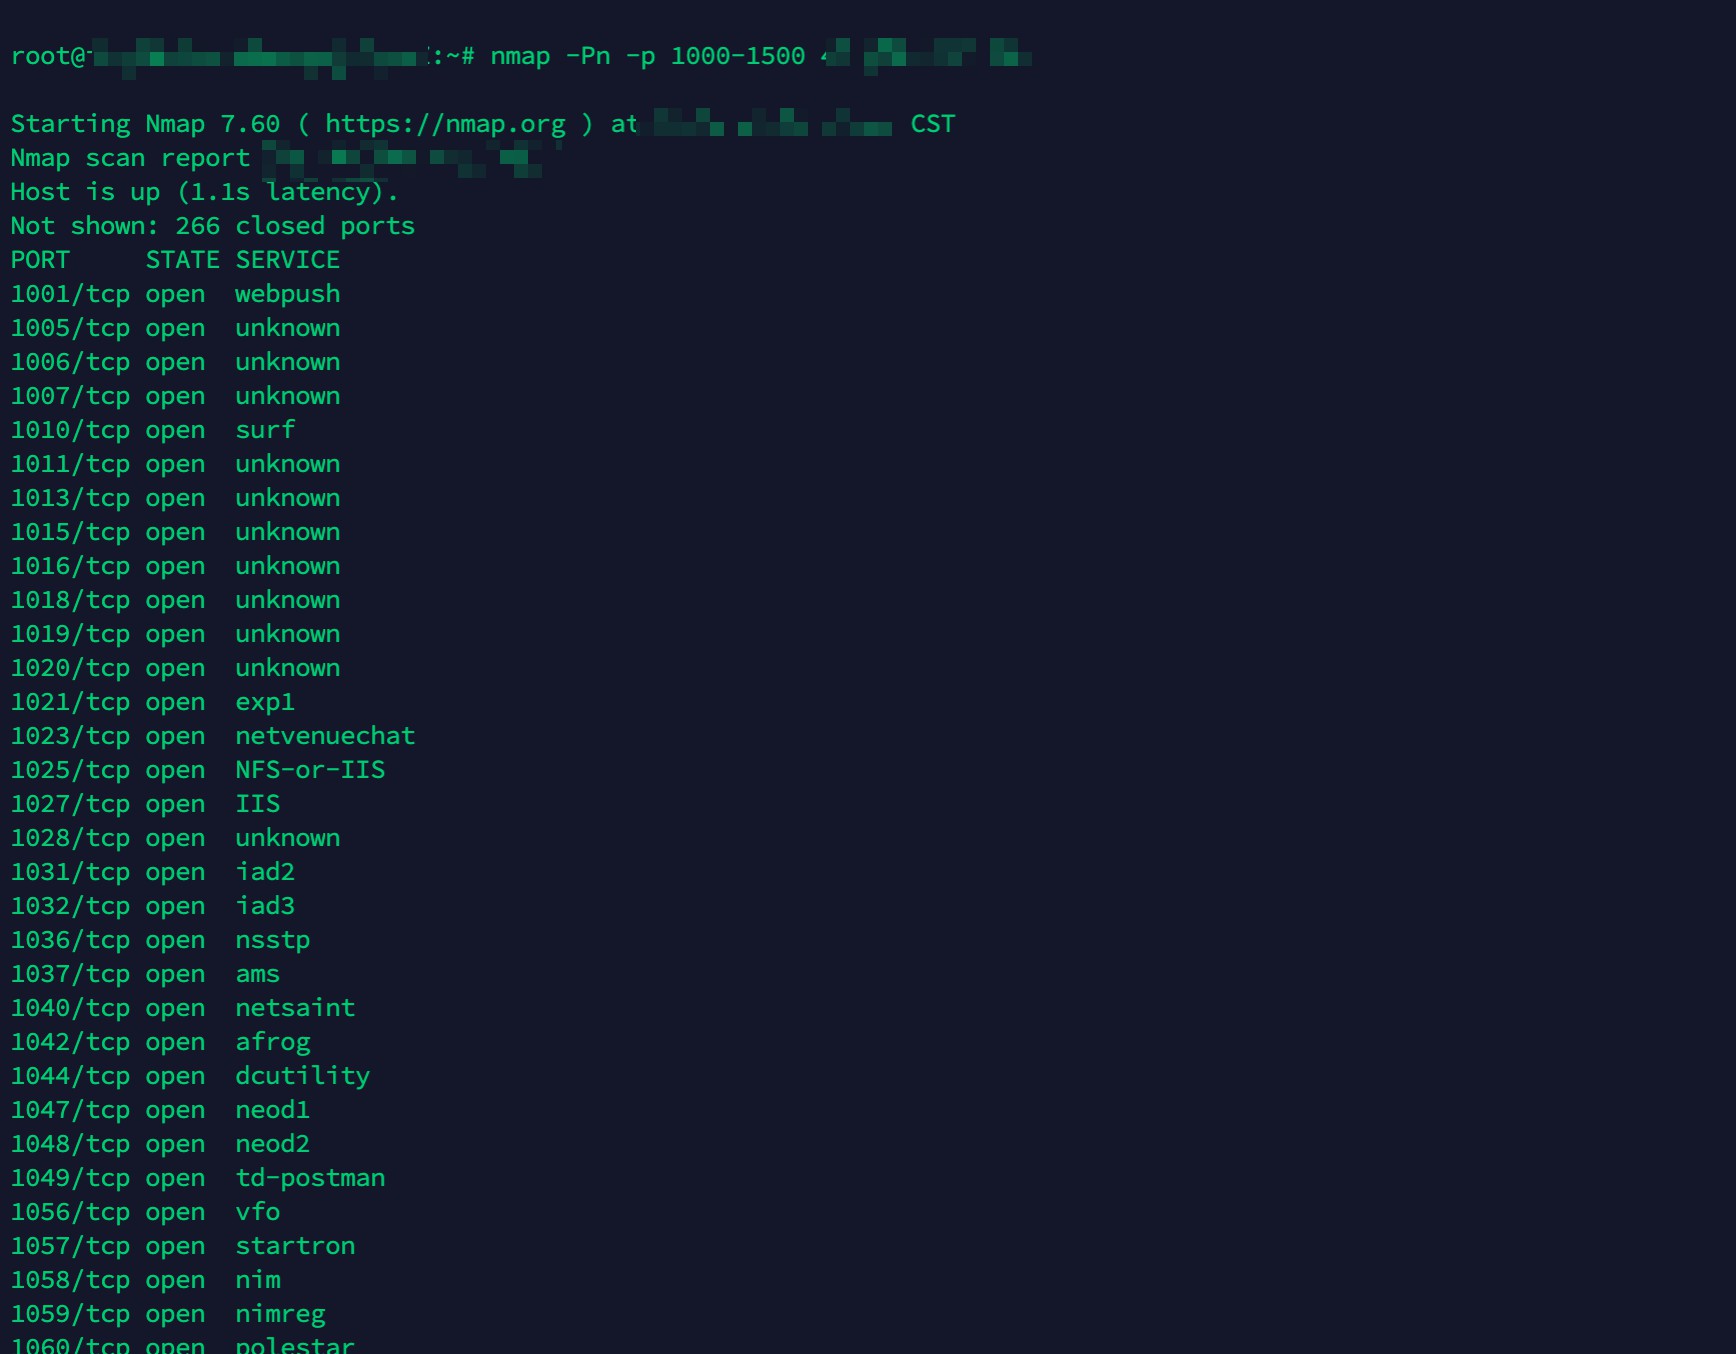 root@ :~# nmap -Pn -p 1000-1500
Starting Nmap 7.60 ( https://nmap.org ) at CST
Nmap scan report
Host is up (1.1s latency).
Not shown: 266 closed ports
PORT     STATE SERVICE
1001/tcp open  webpush
1005/tcp open  unknown
1006/tcp open  unknown
1007/tcp open  unknown
1010/tcp open  surf
1011/tcp open  unknown
1013/tcp open  unknown
1015/tcp open  unknown
1016/tcp open  unknown
1018/tcp open  unknown
1019/tcp open  unknown
1020/tcp open  unknown
1021/tcp open  exp1
1023/tcp open  netvenuechat
1025/tcp open  NFS-or-IIS
1027/tcp open  IIS
1028/tcp open  unknown
1031/tcp open  iad2
1032/tcp open  iad3
1036/tcp open  nsstp
1037/tcp open  ams
1040/tcp open  netsaint
1042/tcp open  afrog
1044/tcp open  dcutility
1047/tcp open  neod1
1048/tcp open  neod2
1049/tcp open  td-postman
1056/tcp open  vfo
1057/tcp open  startron
1058/tcp open  nim
1059/tcp open  nimreg
1060/tcp open  polestar